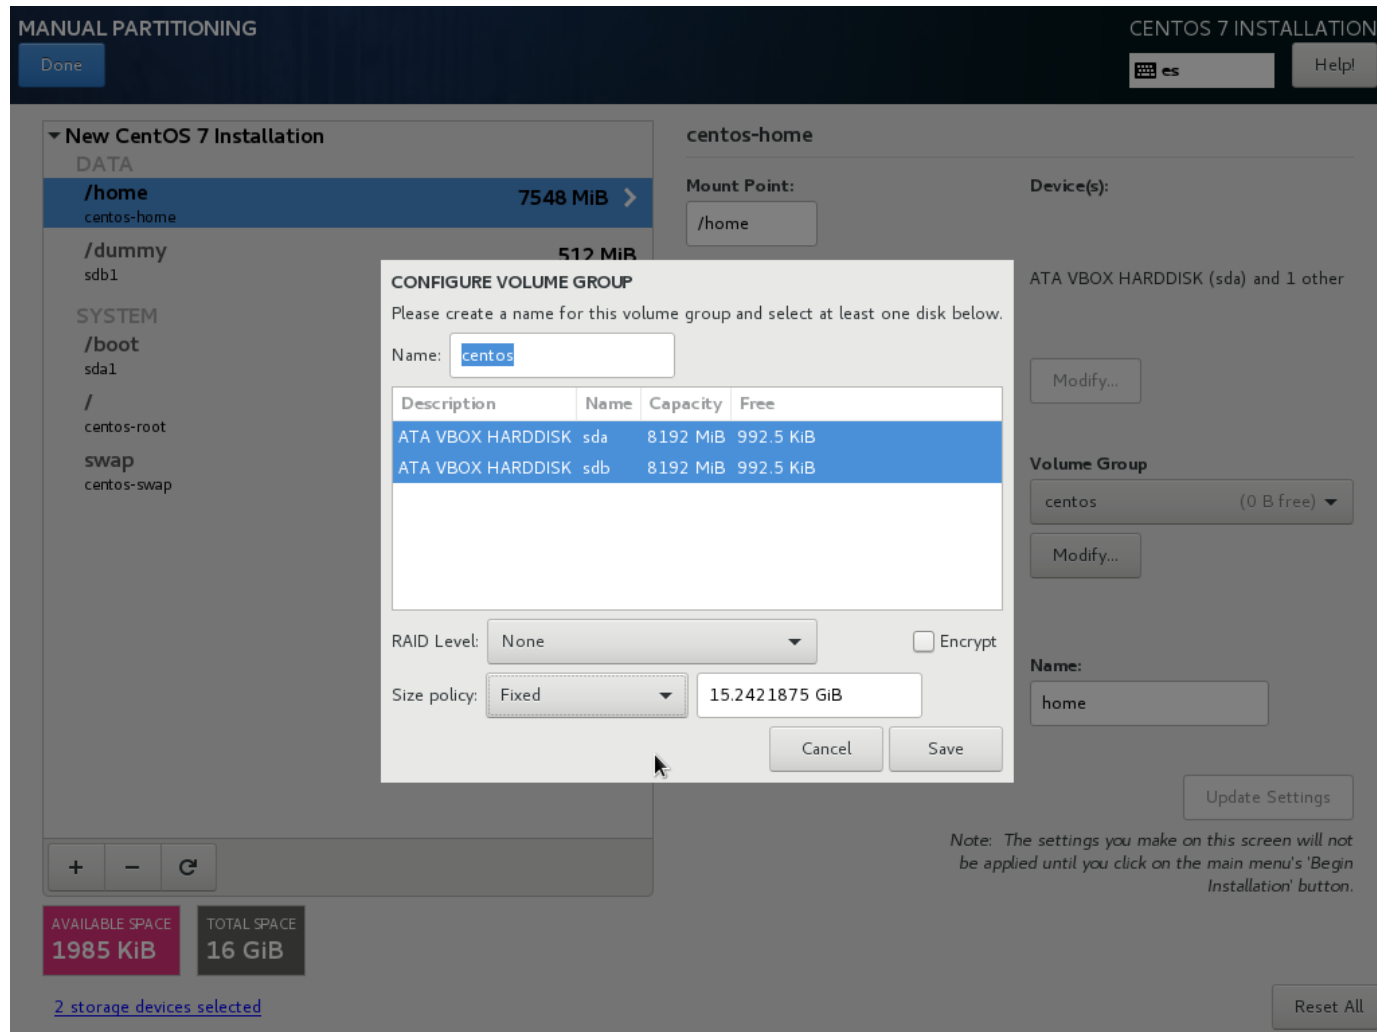 MANUAL PARTITIONING
CENTOS 7 INSTALLATION
Done
es
Help!
New CentOS 7 Installation
DATA
/home
7548 MiB
centos-home
/dummy
512 MiB
sdb1
SYSTEM
/boot
sda1
/
centos-root
swap
centos-swap
centos-home
Mount Point:
Device(s):
/home
ATA VBOX HARDDISK (sda) and 1 other
Modify...
Volume Group
centos (0 B free)
Modify...
Name:
home
Update Settings
Note: The settings you make on this screen will not
be applied until you click on the main menu's 'Begin
Installation' button.
CONFIGURE VOLUME GROUP
Please create a name for this volume group and select at least one disk below.
Name: centos
Description Name Capacity Free
ATA VBOX HARDDISK sda 8192 MiB 992.5 KiB
ATA VBOX HARDDISK sdb 8192 MiB 992.5 KiB
RAID Level: None
Encrypt
Size policy: Fixed 15.2421875 GiB
Cancel
Save
+ − 
AVAILABLE SPACE
1985 KiB
TOTAL SPACE
16 GiB
2 storage devices selected
Reset All